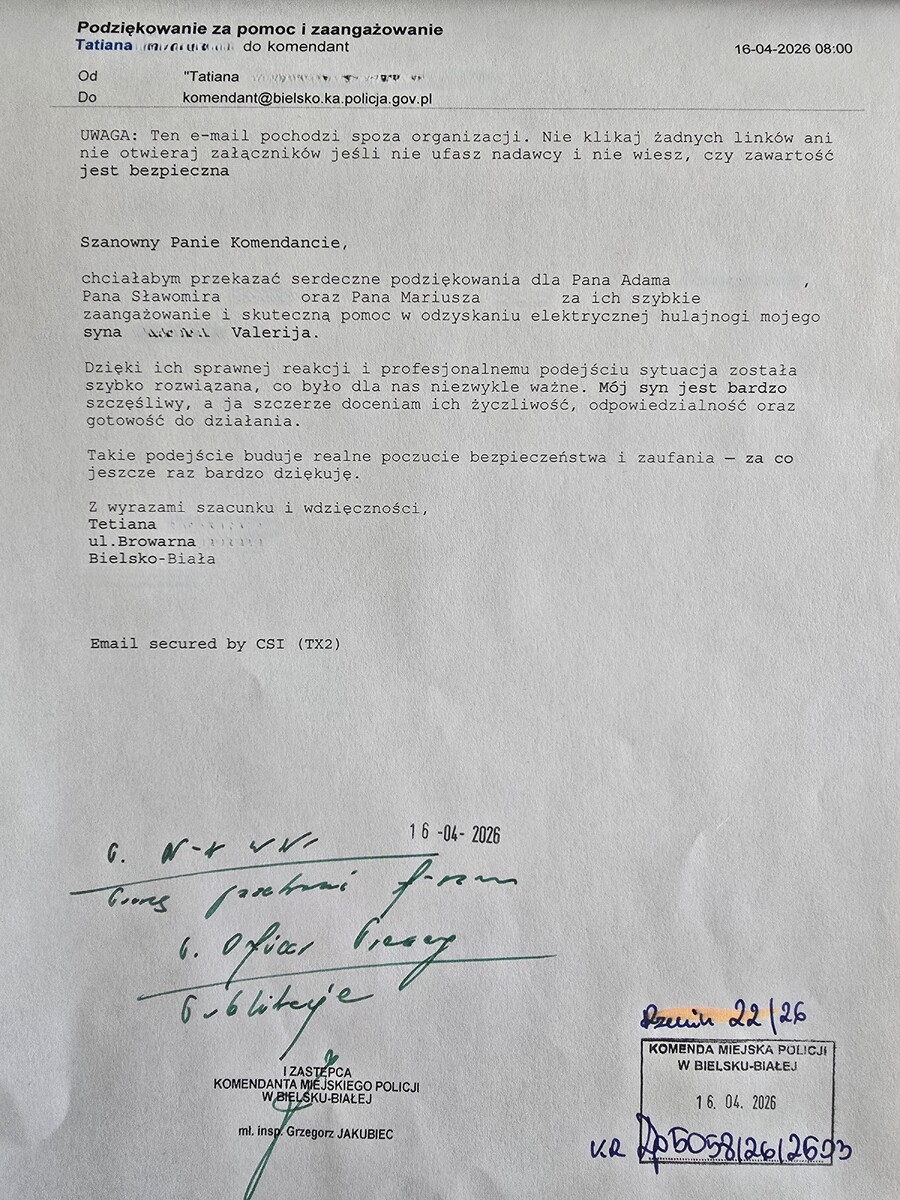 Podziękowanie za pomoc i zaangażowanie
Tatiana do komendant
16-04-2026 08:00
Od "Tatiana
Do komendant@bielsko.ka.policja.gov.pl
UWAGA: Ten e-mail pochodzi spoza organizacji. Nie klikaj żadnych linków ani
nie otwieraj załączników jeśli nie ufasz nadawcy i nie wiesz, czy zawartość
jest bezpieczna
Szanowny Panie Komendancie,
chciałabym przekazać serdeczne podziękowania dla Pana Adama ,
Pana Sławomira oraz Pana Mariusza za ich szybkie
zaangażowanie i skuteczną pomoc w odzyskaniu elektrycznej hulajnogi mojego
syna Valerija.
Dzięki ich sprawnej reakcji i profesjonalnemu podejściu sytuacja została
szybko rozwiązana, co było dla nas niezwykle ważne. Mój syn jest bardzo
szczęśliwy, a ja szczerze doceniam ich życzliwość, odpowiedzialność oraz
gotowość do działania.
Takie podejście buduje realne poczucie bezpieczeństwa i zaufania – za co
jeszcze raz bardzo dziękuję.
Z wyrazami szacunku i wdzięczności,
Tetiana
ul.Browarna
Bielsko-Biała
Email secured by CSI (TX2)
16 -04- 2026
I ZASTĘPCA
KOMENDANTA MIEJSKIEGO POLICJI
W BIELSKU-BIAŁEJ
mł. insp. Grzegorz JAKUBIEC
22/26
KOMENDA MIEJSKA POLICJI
W BIELSKU-BIAŁEJ
16. 04. 2026